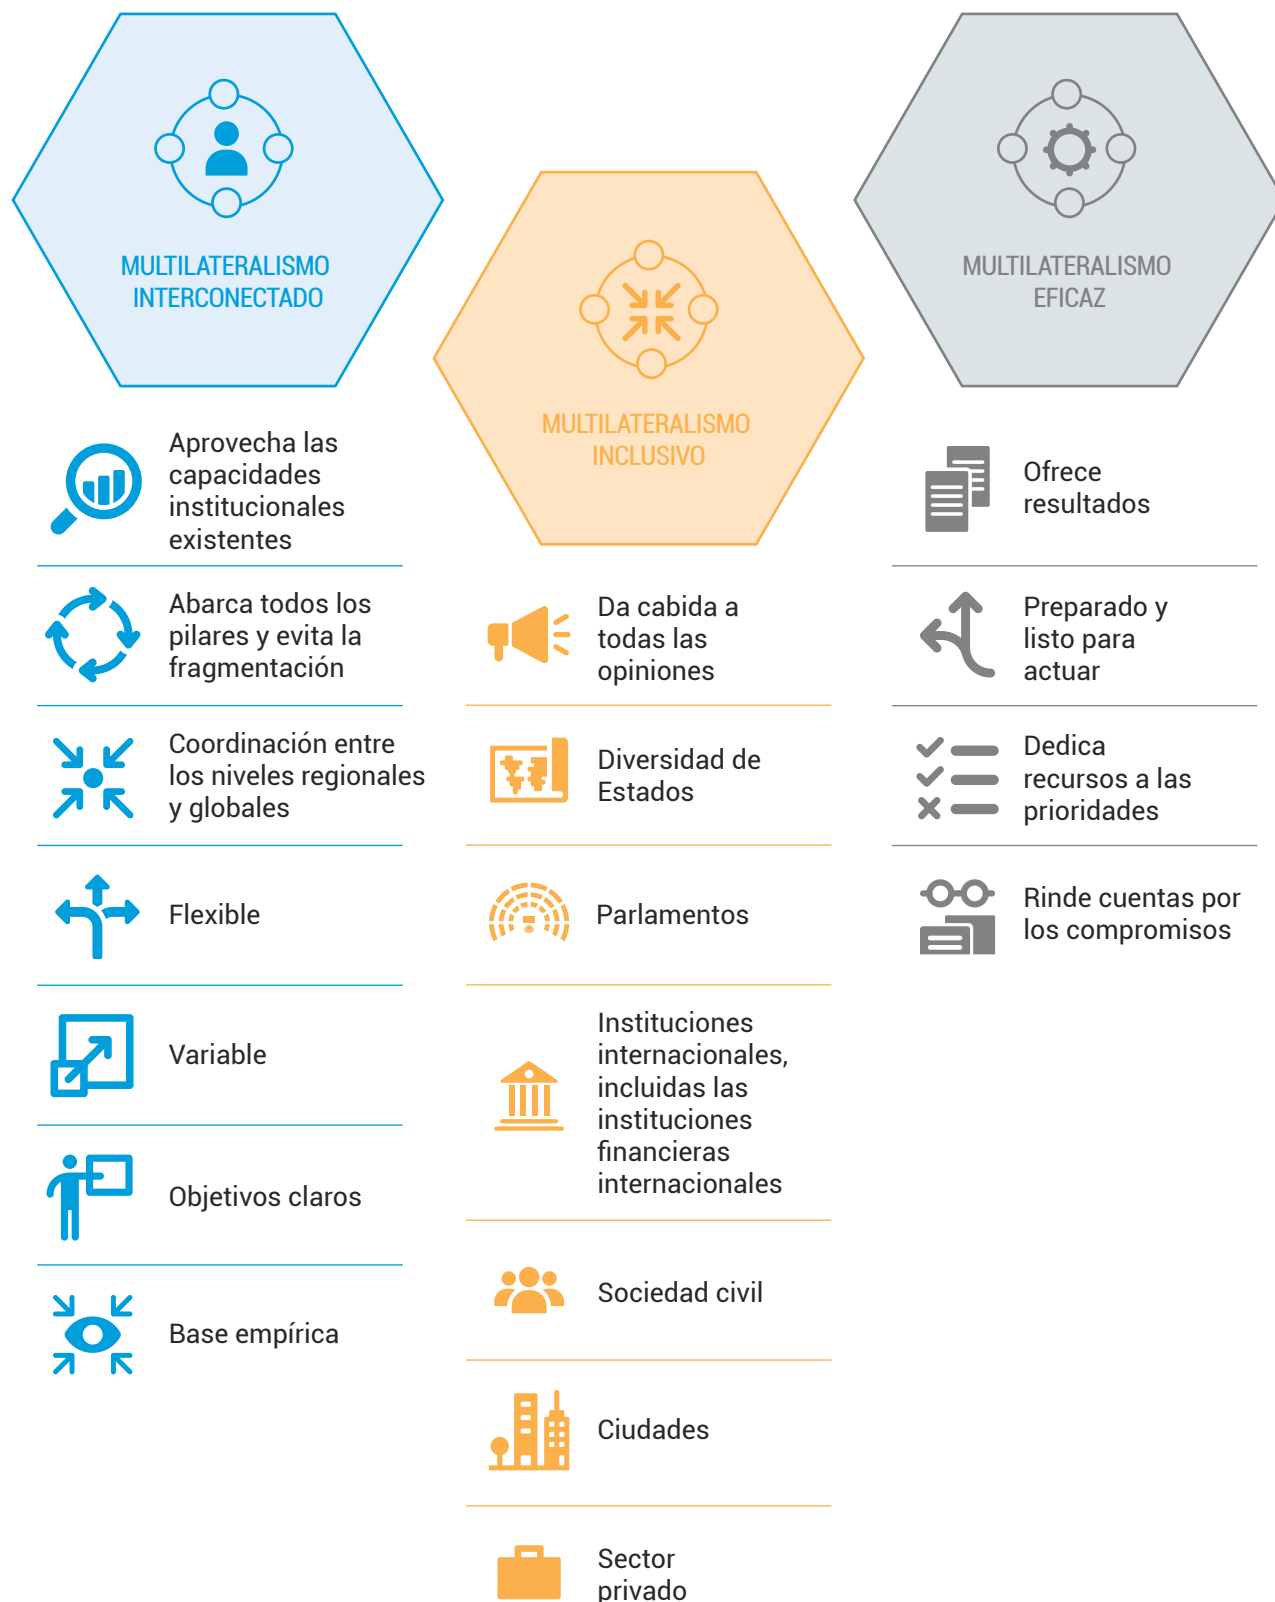 MULTILATERALISMO
INTERCONECTADO
Aprovecha las
capacidades
institucionales
existentes
Abarca todos los
pilares y evita la
fragmentación
Coordinación entre
los niveles regionales
y globales
Flexible
Variable
Objetivos claros
Base empírica
MULTILATERALISMO
INCLUSIVO
Da cabida a
todas las
opiniones
Diversidad de
Estados
Parlamentos
Instituciones
internacionales,
incluidas las
instituciones
financieras
internacionales
Sociedad civil
Ciudades
Sector
privado
MULTILATERALISMO
EFICAZ
Ofrece
resultados
Preparado y
listo para
actuar
Dedica
recursos a las
prioridades
Rinde cuentas por
los compromisos